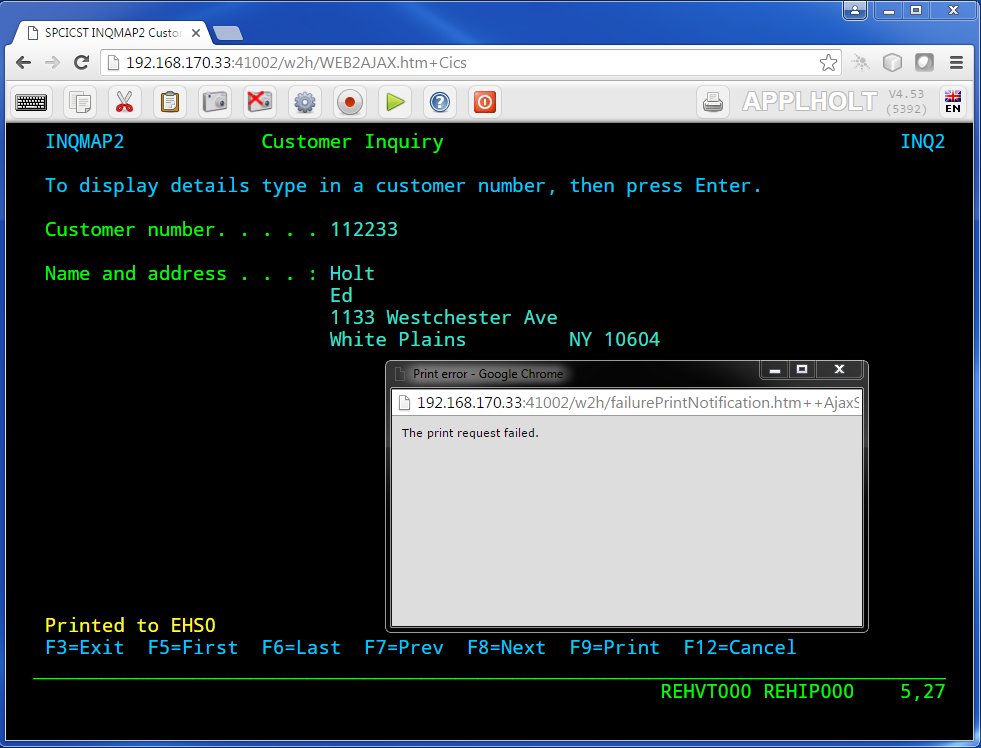 SPCICST INQMAP2 Custo
192.168.170.33:41002/w2h/WEB2AJAX.htm+Cics
APPLHOLT V4.53
(5392)
EN
INQMAP2 Customer Inquiry INQ2
To display details type in a customer number, then press Enter.
Customer number. . . . . 112233
Name and address . . . : Holt
Ed
1133 Westchester Ave
White Plains NY 10604
Print error - Google Chrome
192.168.170.33:41002/w2h/failurePrintNotification.htm++AjaxS
The print request failed.
Printed to EHSO
F3=Exit F5=First F6=Last F7=Prev F8=Next F9=Print F12=Cancel
REHVT000 REHIP000 5,27